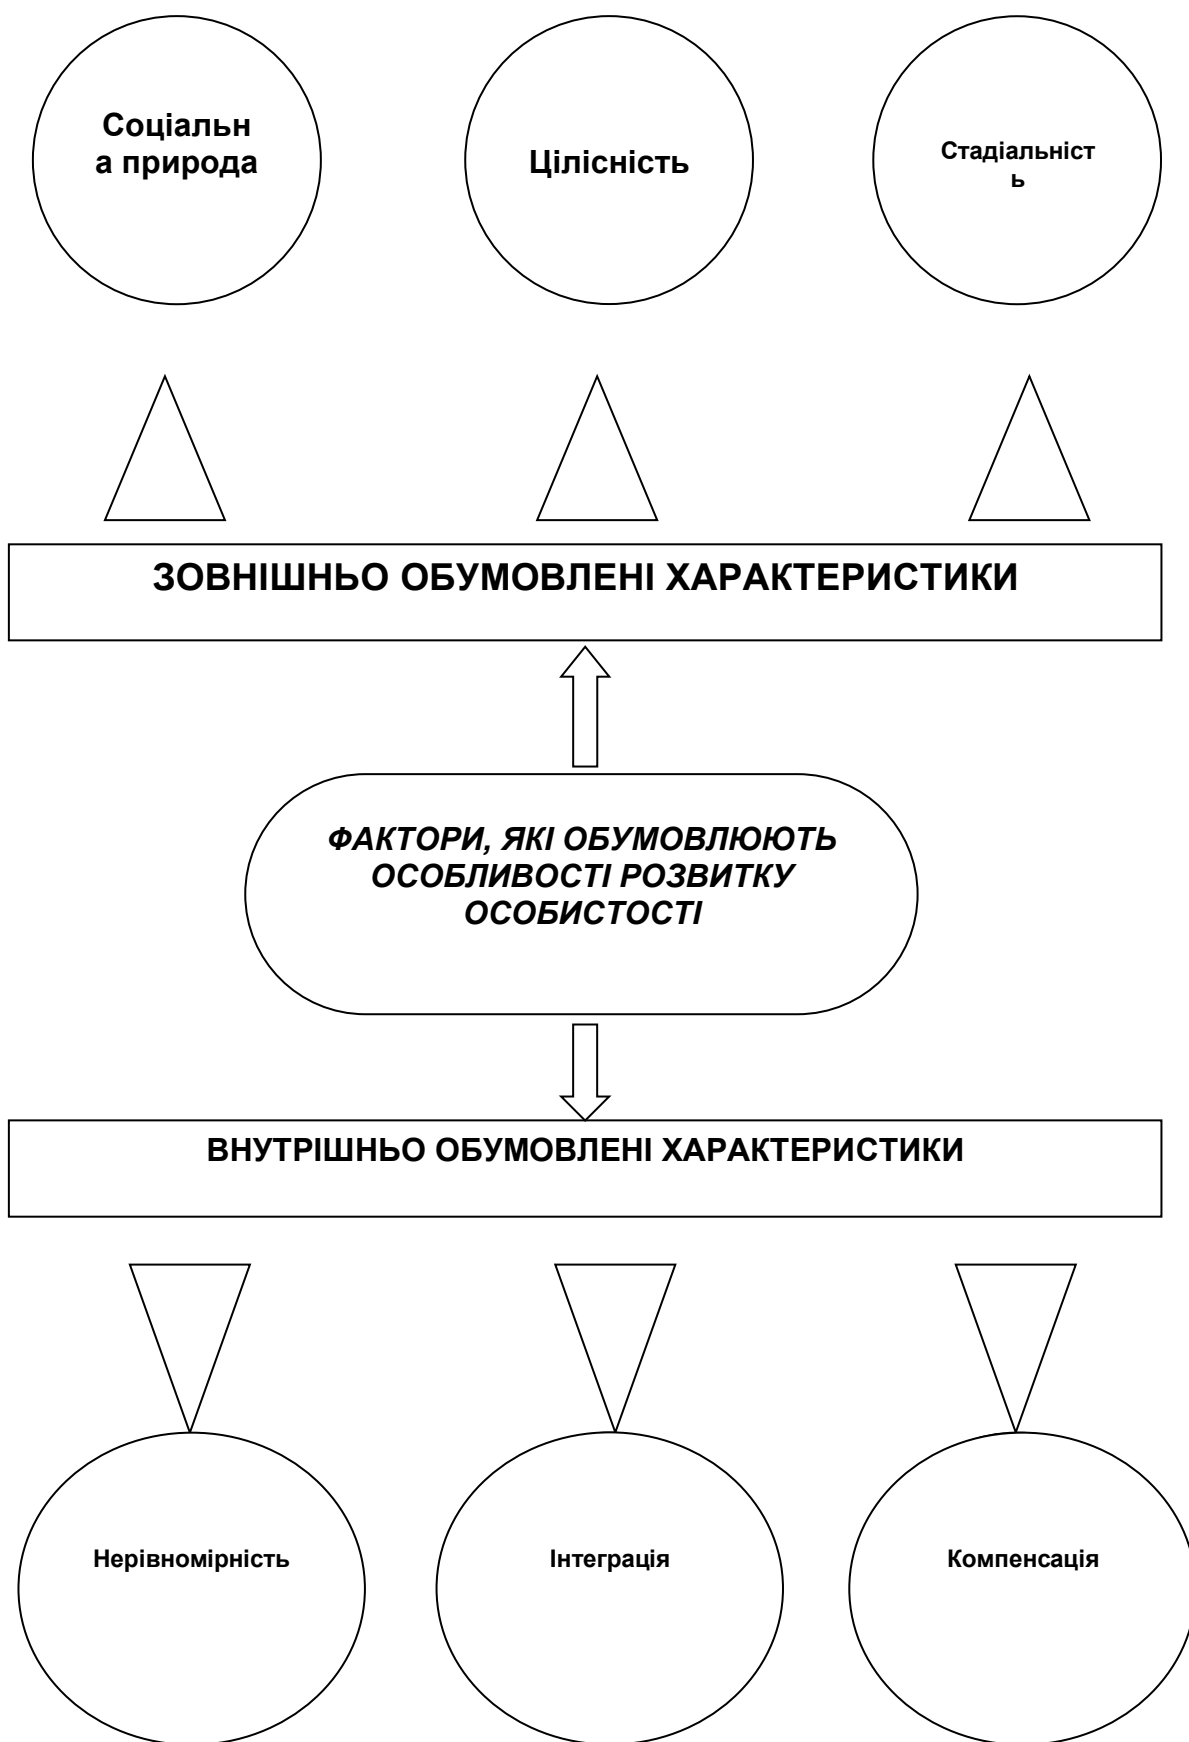 Соціальн
а природа
Цілісність
Стадіальніст
ь
ЗОВНІШНЬО ОБУМОВЛЕНІ ХАРАКТЕРИСТИКИ
ФАКТОРИ, ЯКІ ОБУМОВЛЮЮТЬ
ОСОБЛИВОСТІ РОЗВИТКУ
ОСОБИСТОСТІ
ВНУТРІШНЬО ОБУМОВЛЕНІ ХАРАКТЕРИСТИКИ
Нерівномірність
Інтеграція
Компенсація